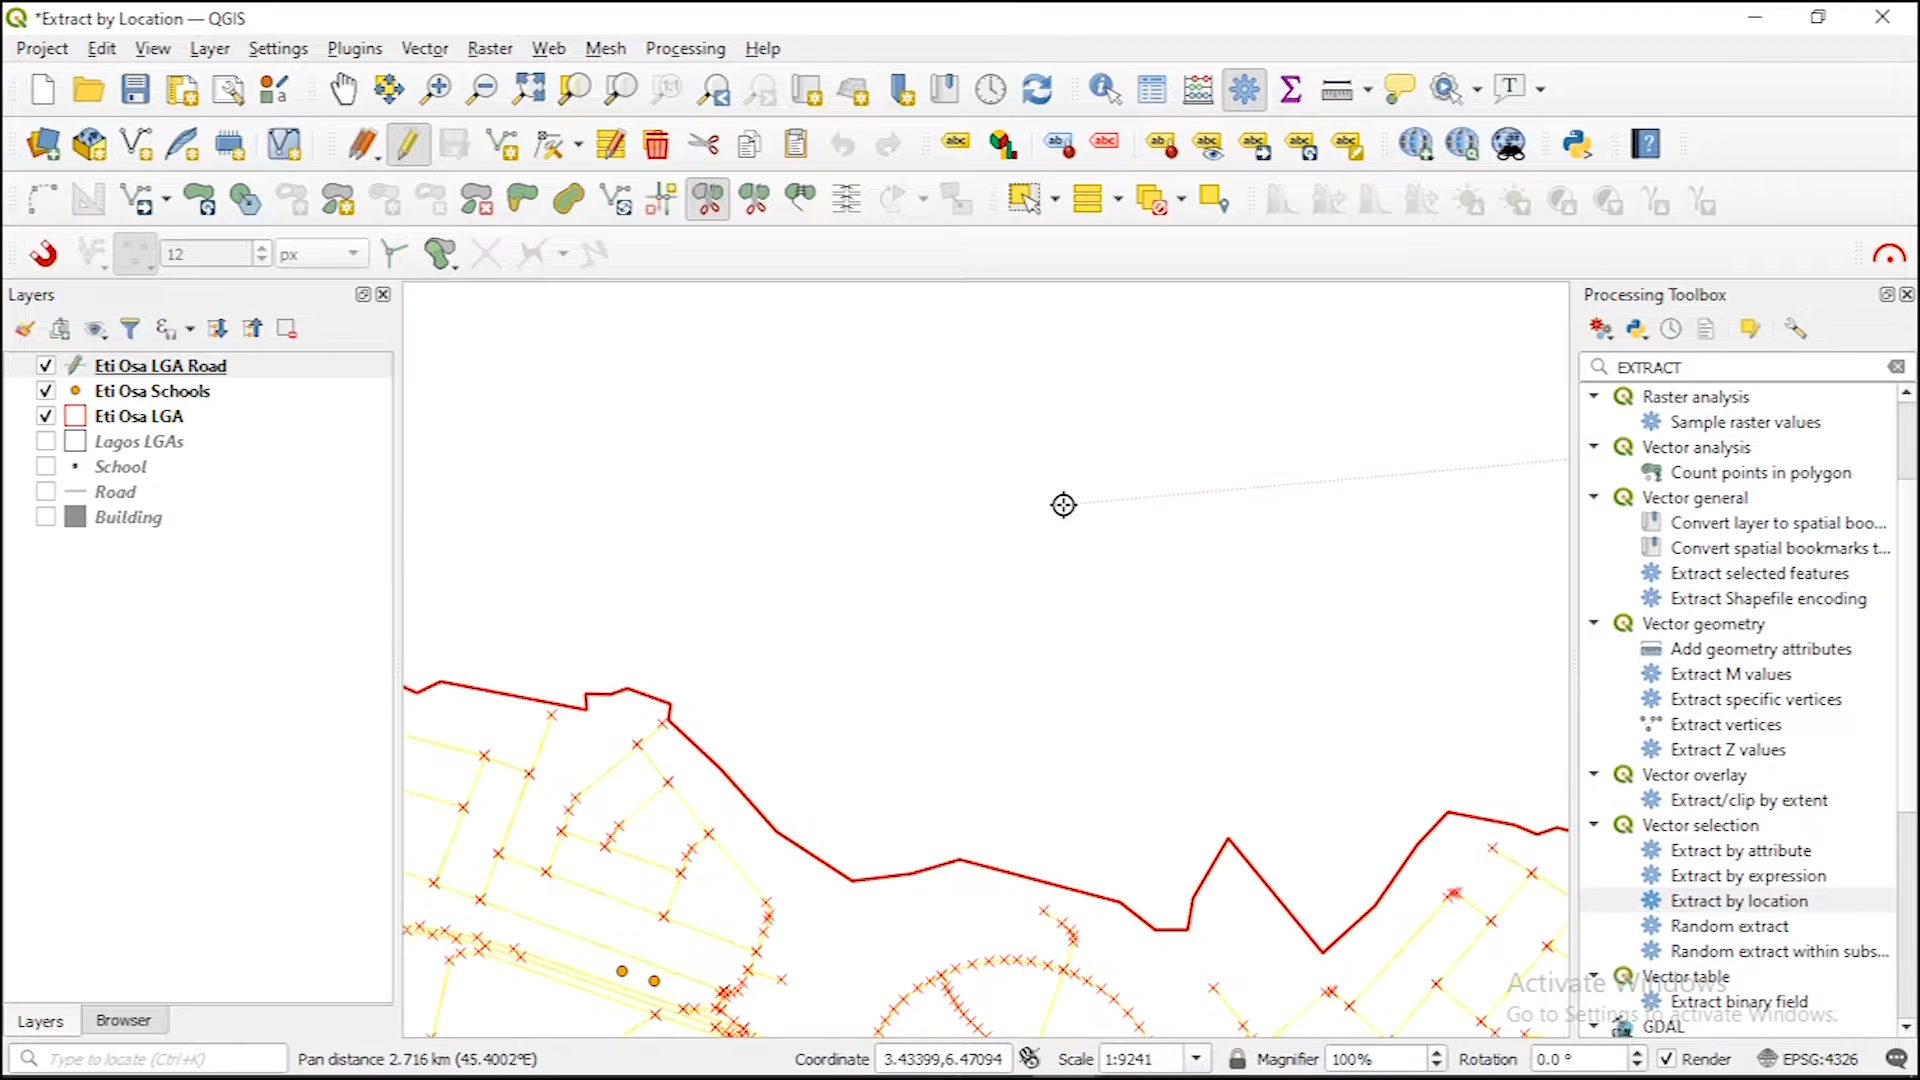 *Extract by Location — QGIS
Project Edit View Layer Settings Plugins Vector Raster Web Mesh Processing Help
12 px
Layers
Eti Osa LGA Road
Eti Osa Schools
Eti Osa LGA
Lagos LGAs
School
Road
Building
Layers Browser
Processing Toolbox
EXTRACT
Raster analysis
Sample raster values
Vector analysis
Count points in polygon
Vector general
Convert layer to spatial boo...
Convert spatial bookmarks t...
Extract selected features
Extract Shapefile encoding
Vector geometry
Add geometry attributes
Extract M values
Extract specific vertices
Extract vertices
Extract Z values
Vector overlay
Extract/clip by extent
Vector selection
Extract by attribute
Extract by expression
Extract by location
Random extract
Random extract within subs...
Vector table
Extract binary field
GDAL
Activate Windows
Go to Settings to activate Windows.
Type to locate (Ctrl+K) Pan distance 2.716 km (45.4002°E) Coordinate 3.43399,6.47094 Scale 1:9241 Magnifier 100% Rotation 0.0 ° Render EPSG:4326